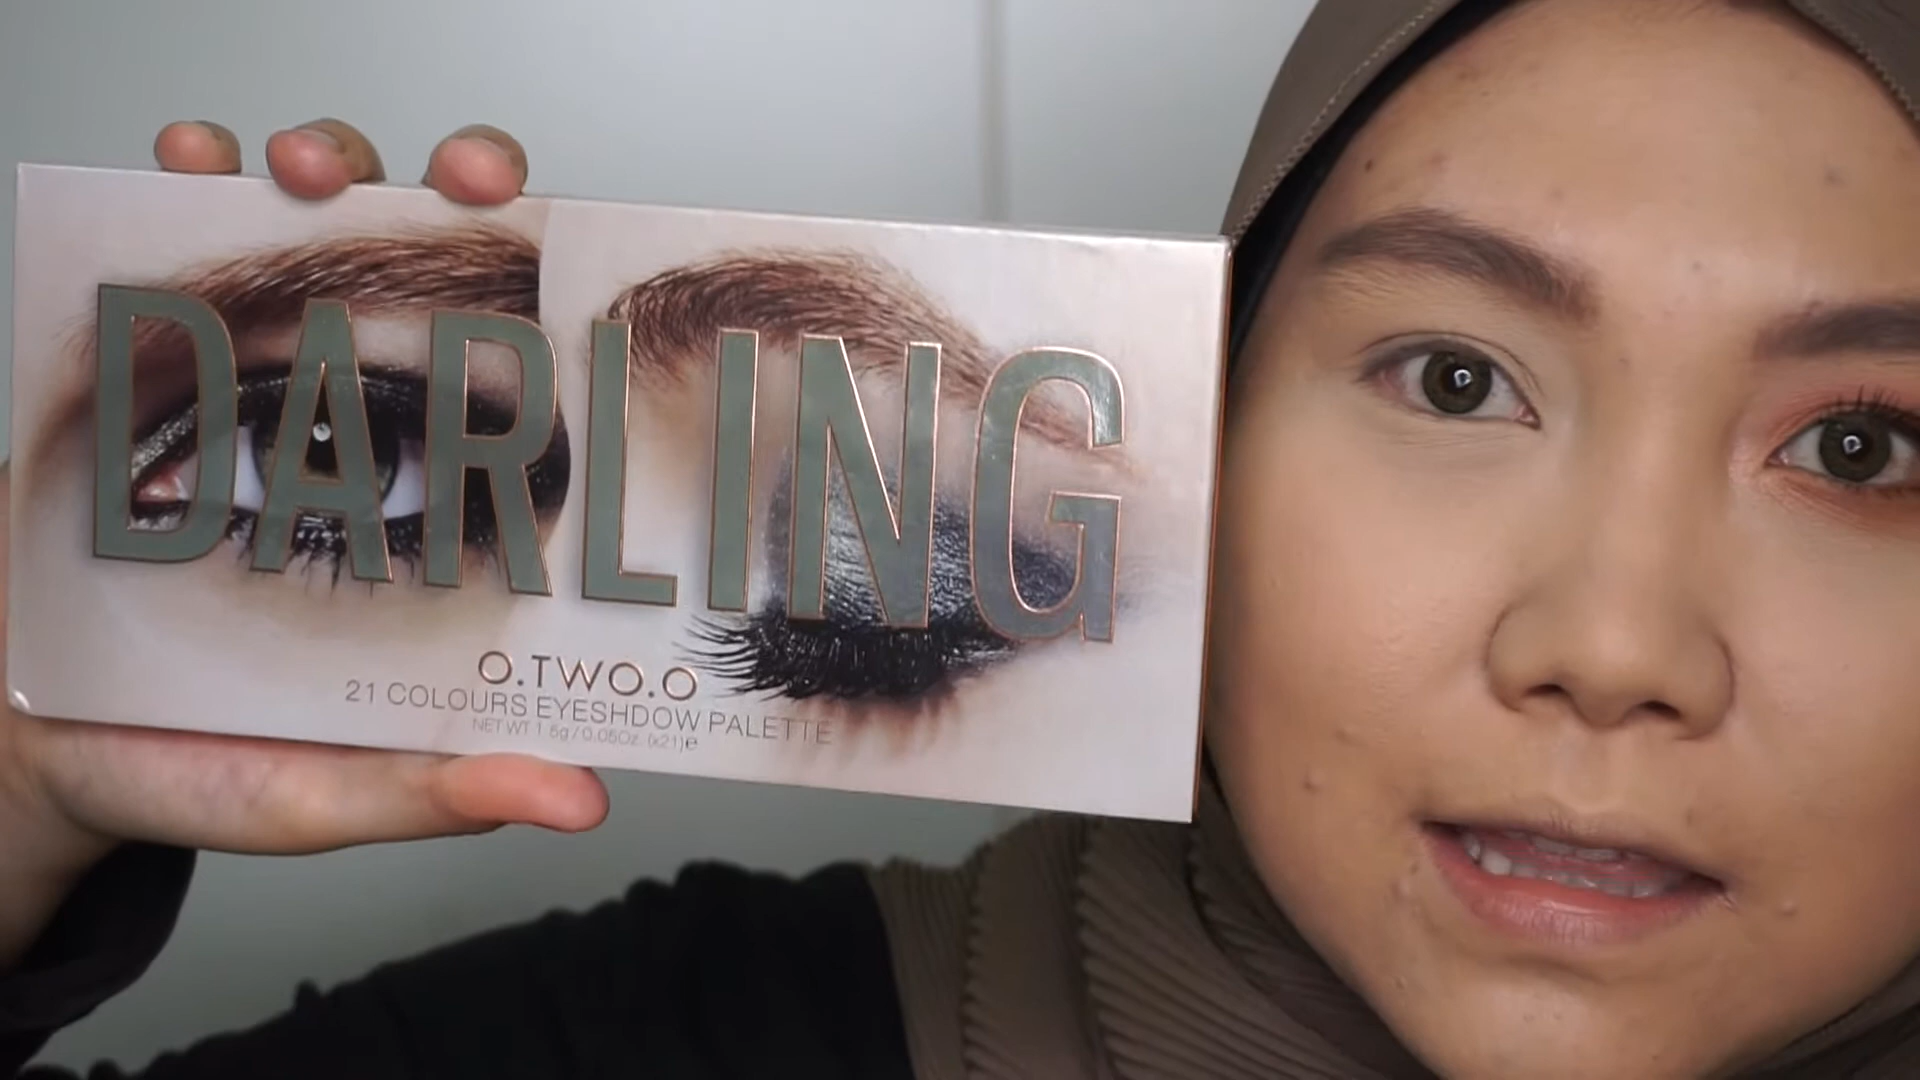 DARLING
O.TWO.O
21 COLOURS EYESHDOW PALETTE
NET WT 1.5g / 0.05Oz. (x21)e